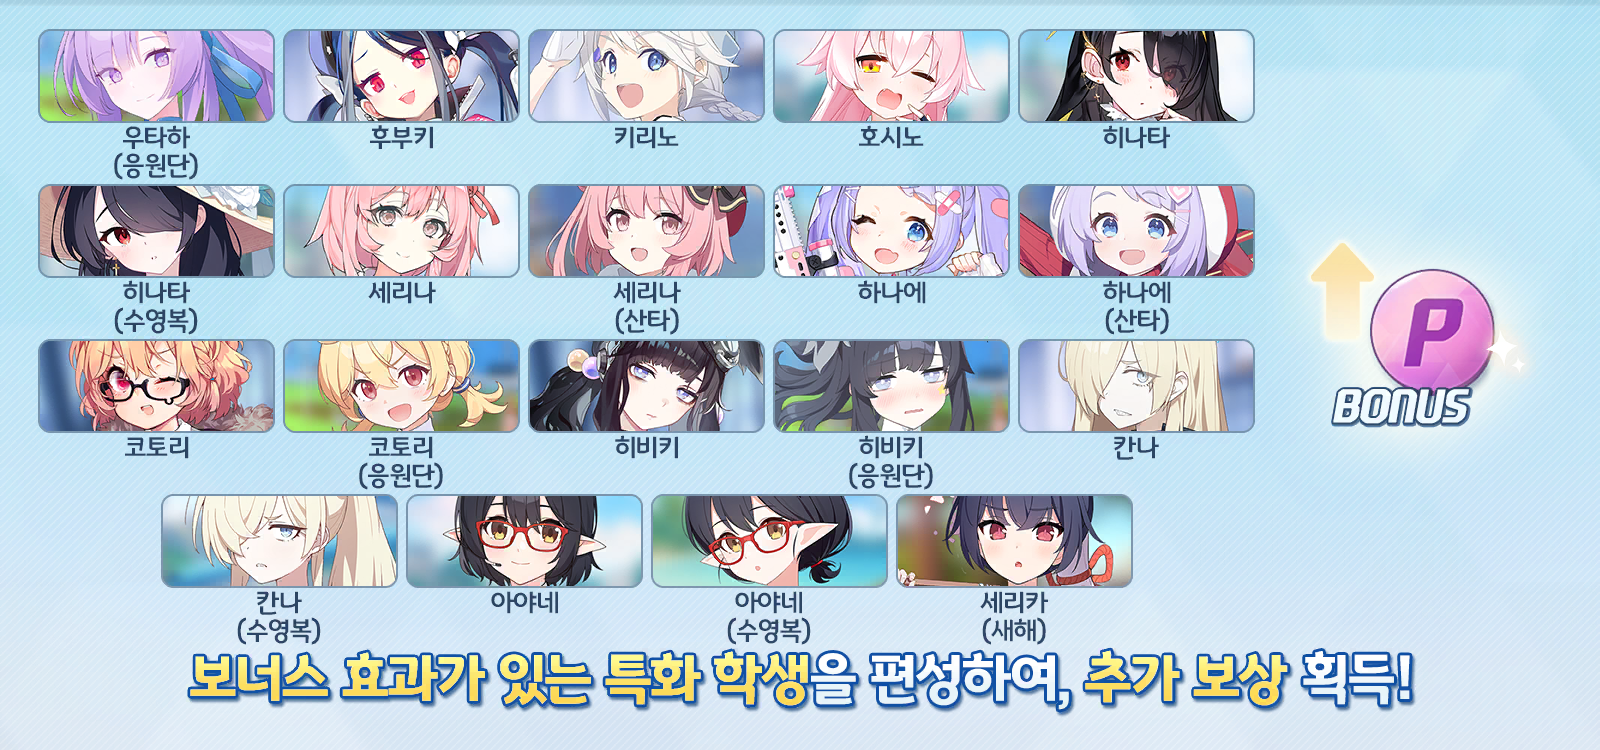 우타하
(응원단)
후부키
키리노
호시노
히나타
히나타
(수영복)
세리나
세리나
(산타)
하나에
하나에
(산타)
P
BONUS
코토리
코토리
(응원단)
히비키
히비키
(응원단)
칸나
칸나
(수영복)
아야네
아야네
(수영복)
세리카
(새해)
보너스 효과가 있는 특화 학생을 편성하여, 추가 보상 획득!